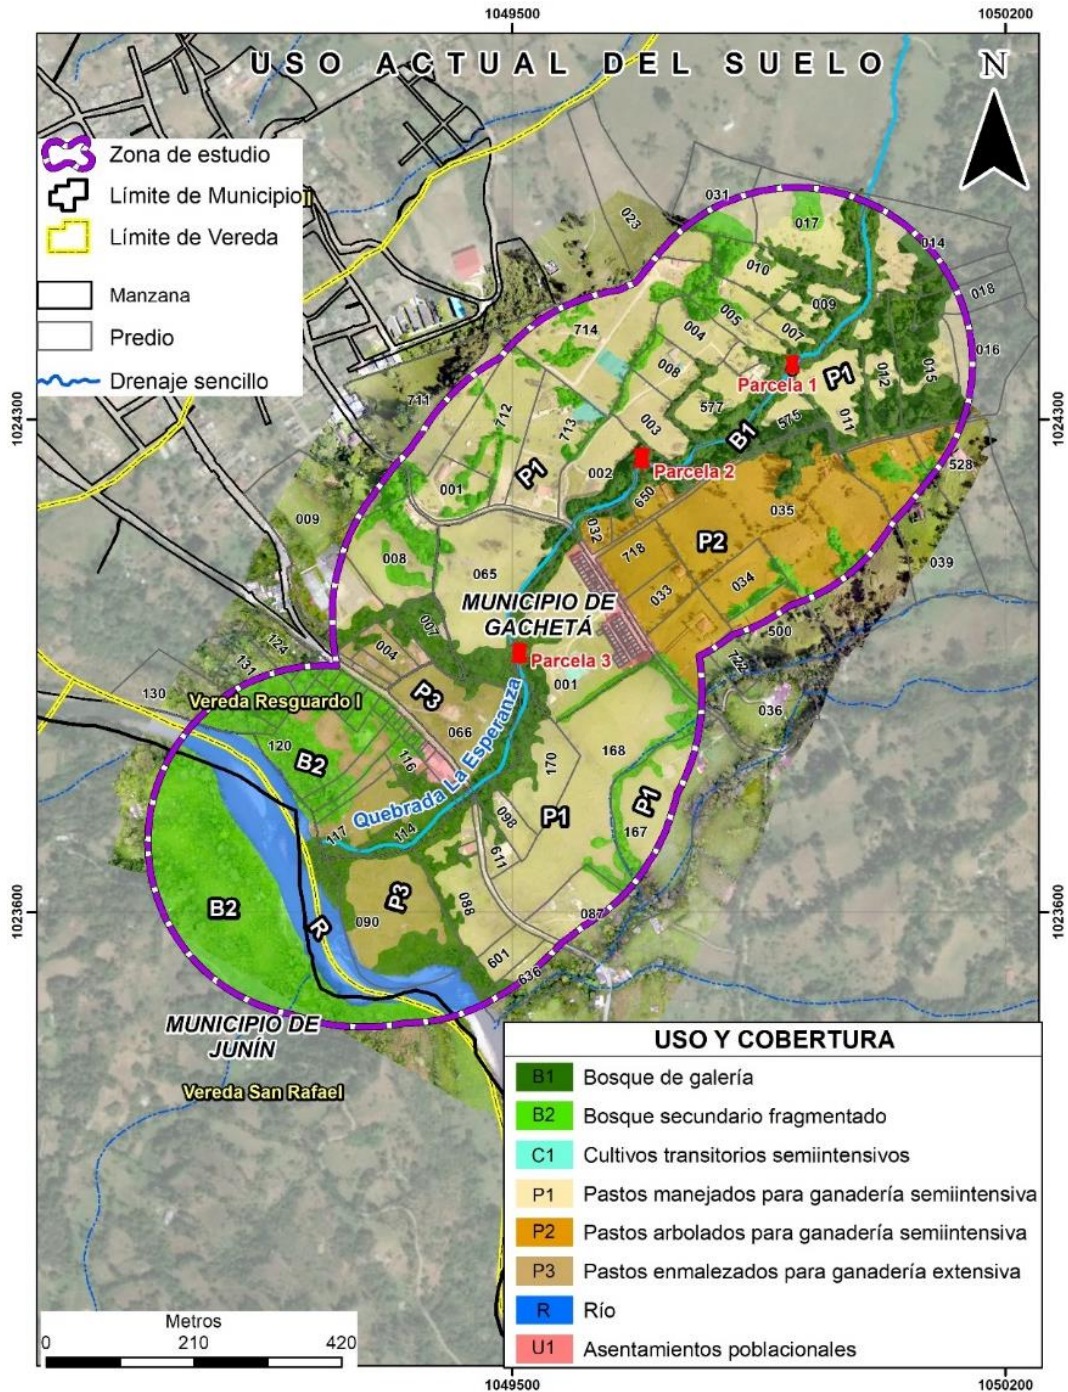 1049500
1050200
USO ACTUAL DEL SUELO
N
Zona de estudio
Límite de Municipio
Límite de Vereda
Manzana
Predio
Drenaje sencillo
1024300
1024300
1023600
1023600
031
017
023
014
010
018
009
005
004
007
714
016
008
Parcela 1
P1
012
015
711
577
575
011
712
003
B1
713
P1
002
Parcela 2
001
650
528
035
009
032
P2
718
008
065
034
039
033
MUNICIPIO DE
GACHETÁ
007
500
124
004
Parcela 3
722
131
001
130
Vereda Resguardo I
P3
036
066
168
120
B2
116
170
Quebrada La Esperanza
P1
098
P1
167
117
114
611
P3
088
087
B2
090
R
601
636
MUNICIPIO DE
JUNÍN
Vereda San Rafael
USO Y COBERTURA
B1 Bosque de galería
B2 Bosque secundario fragmentado
C1 Cultivos transitorios semiintensivos
P1 Pastos manejados para ganadería semiintensiva
P2 Pastos arbolados para ganadería semiintensiva
P3 Pastos enmalezados para ganadería extensiva
R Río
U1 Asentamientos poblacionales
Metros
0 210 420
1049500
1050200